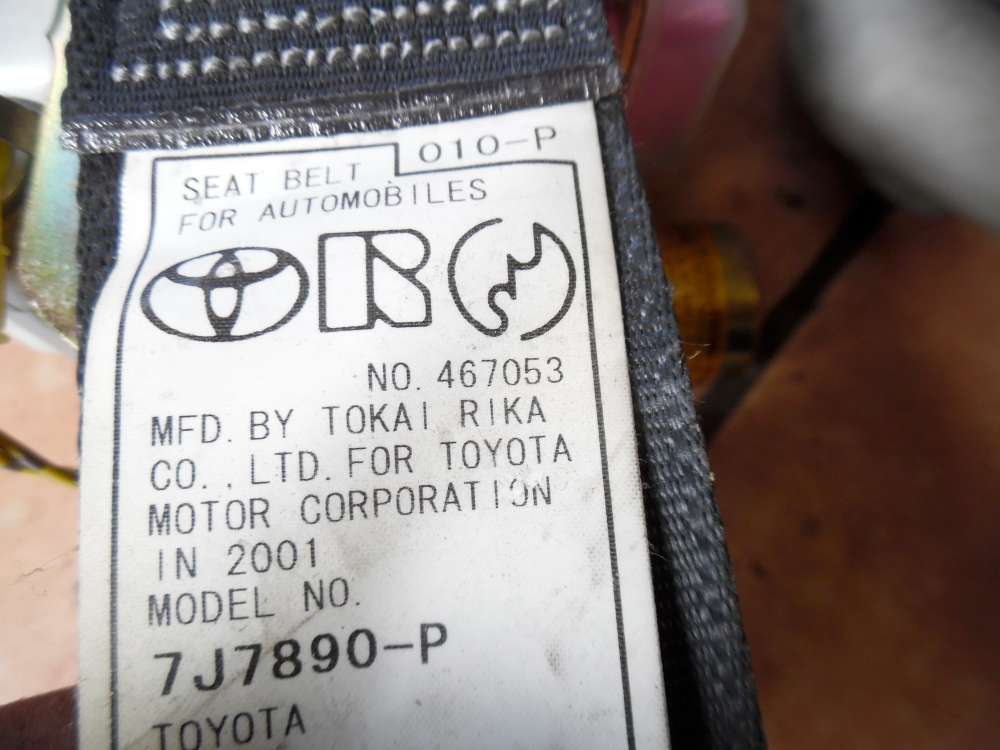 010-P
SEAT BELT
FOR AUTOMOBILES
NO. 467053
MFD. BY TOKAI RIKA
CO., LTD. FOR TOYOTA
MOTOR CORPORATION
IN 2001
MODEL NO.
7J7890-P
TOYOTA